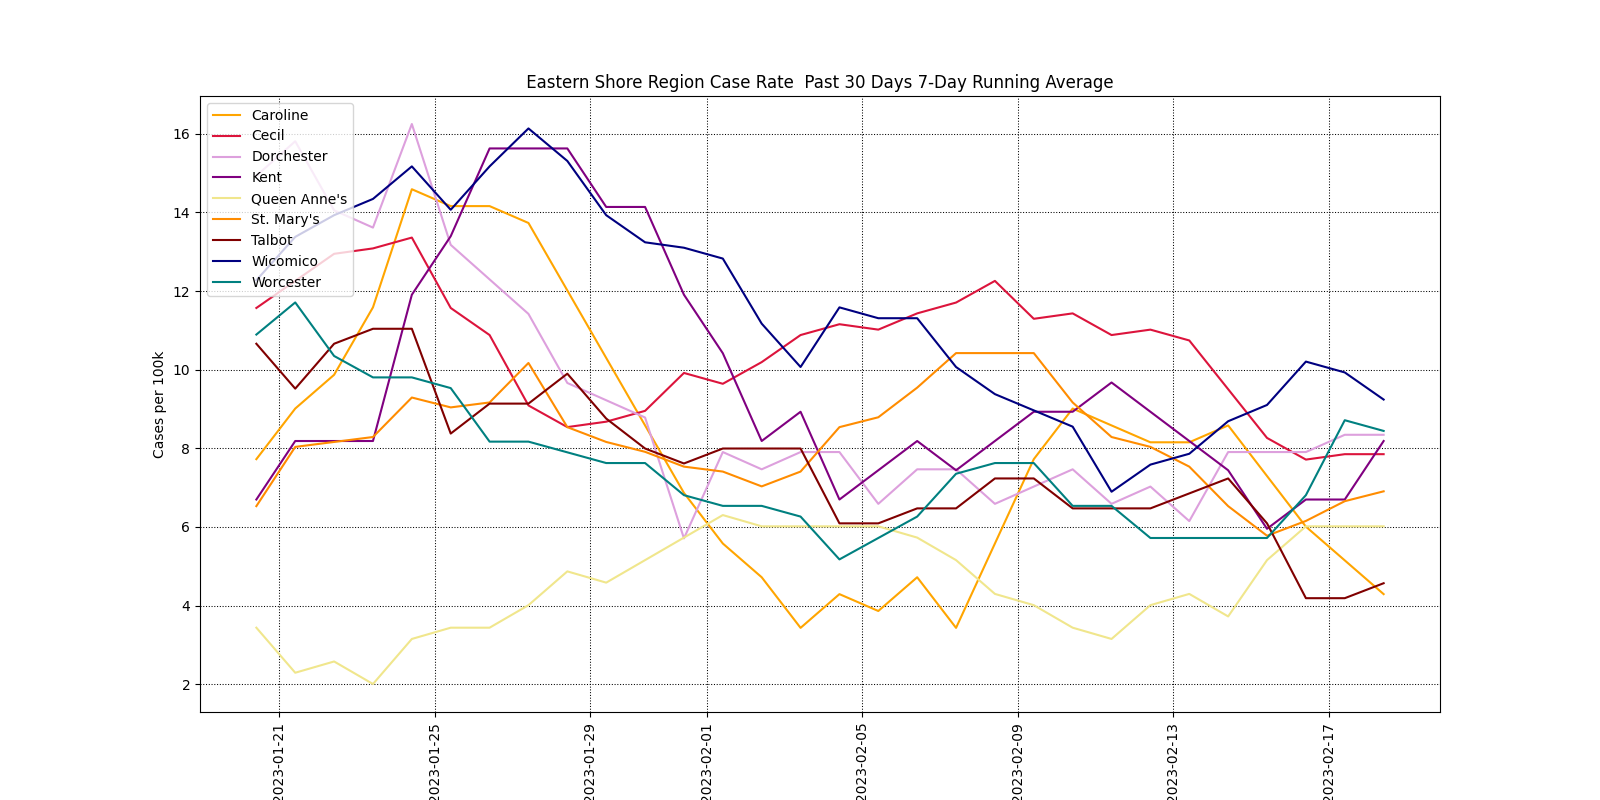 Eastern Shore Region Case Rate  Past 30 Days 7-Day Running Average
Caroline
Cecil
Dorchester
Kent
Queen Anne's
St. Mary's
Talbot
Wicomico
Worcester
Cases per 100k
16
14
12
10
8
6
4
2
2023-01-21
2023-01-25
2023-01-29
2023-02-01
2023-02-05
2023-02-09
2023-02-13
2023-02-17